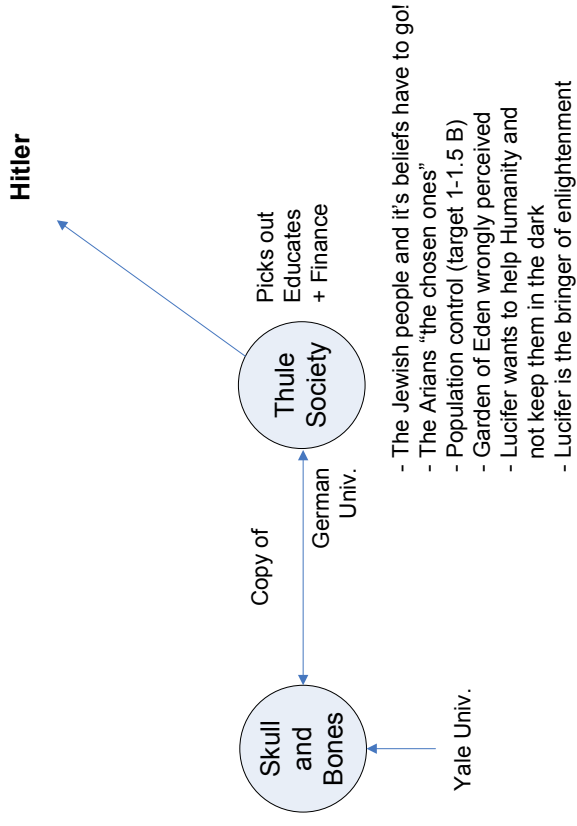 Hitler
Picks out
Educates
+ Finance
Thule
Society
Copy of
German
Univ.
Skull
and
Bones
Yale Univ.
- The Jewish people and it's beliefs have to go!
- The Arians “the chosen ones”
- Population control (target 1-1.5 B)
- Garden of Eden wrongly perceived
- Lucifer wants to help Humanity and
not keep them in the dark
- Lucifer is the bringer of enlightenment